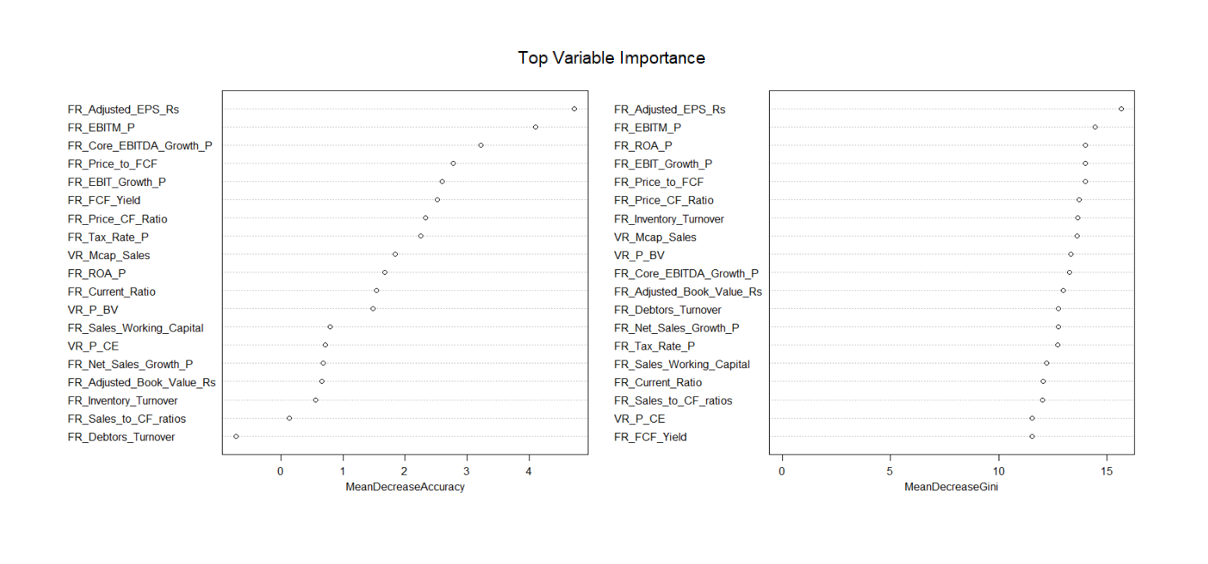 Top Variable Importance
FR_Adjusted_EPS_Rs
FR_EBITM_P
FR_Core_EBITDA_Growth_P
FR_Price_to_FCF
FR_EBIT_Growth_P
FR_FCF_Yield
FR_Price_CF_Ratio
FR_Tax_Rate_P
VR_Mcap_Sales
FR_ROA_P
FR_Current_Ratio
VR_P_BV
FR_Sales_Working_Capital
VR_P_CE
FR_Net_Sales_Growth_P
FR_Adjusted_Book_Value_Rs
FR_Inventory_Turnover
FR_Sales_to_CF_ratios
FR_Debtors_Turnover
0 1 2 3 4
MeanDecreaseAccuracy
FR_Adjusted_EPS_Rs
FR_EBITM_P
FR_ROA_P
FR_EBIT_Growth_P
FR_Price_to_FCF
FR_Price_CF_Ratio
FR_Inventory_Turnover
VR_Mcap_Sales
VR_P_BV
FR_Core_EBITDA_Growth_P
FR_Adjusted_Book_Value_Rs
FR_Debtors_Turnover
FR_Net_Sales_Growth_P
FR_Tax_Rate_P
FR_Sales_Working_Capital
FR_Current_Ratio
FR_Sales_to_CF_ratios
VR_P_CE
FR_FCF_Yield
0 5 10 15
MeanDecreaseGini